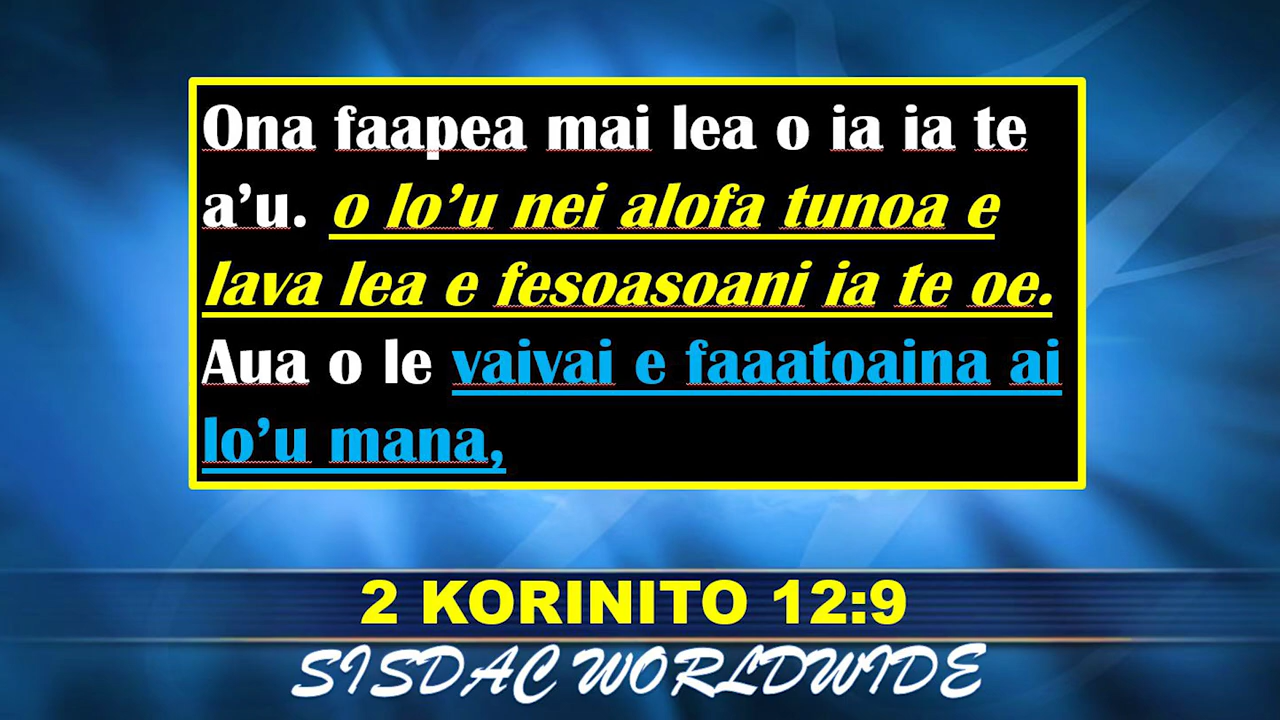 Ona faapea mai lea o ia ia te
a’u. o lo’u nei alofa tunoa e
lava lea e fesoasoani ia te oe.
Aua o le vaivai e faaatoaina ai
lo’u mana,
2 KORINITO 12:9
SISDAC WORLDWIDE